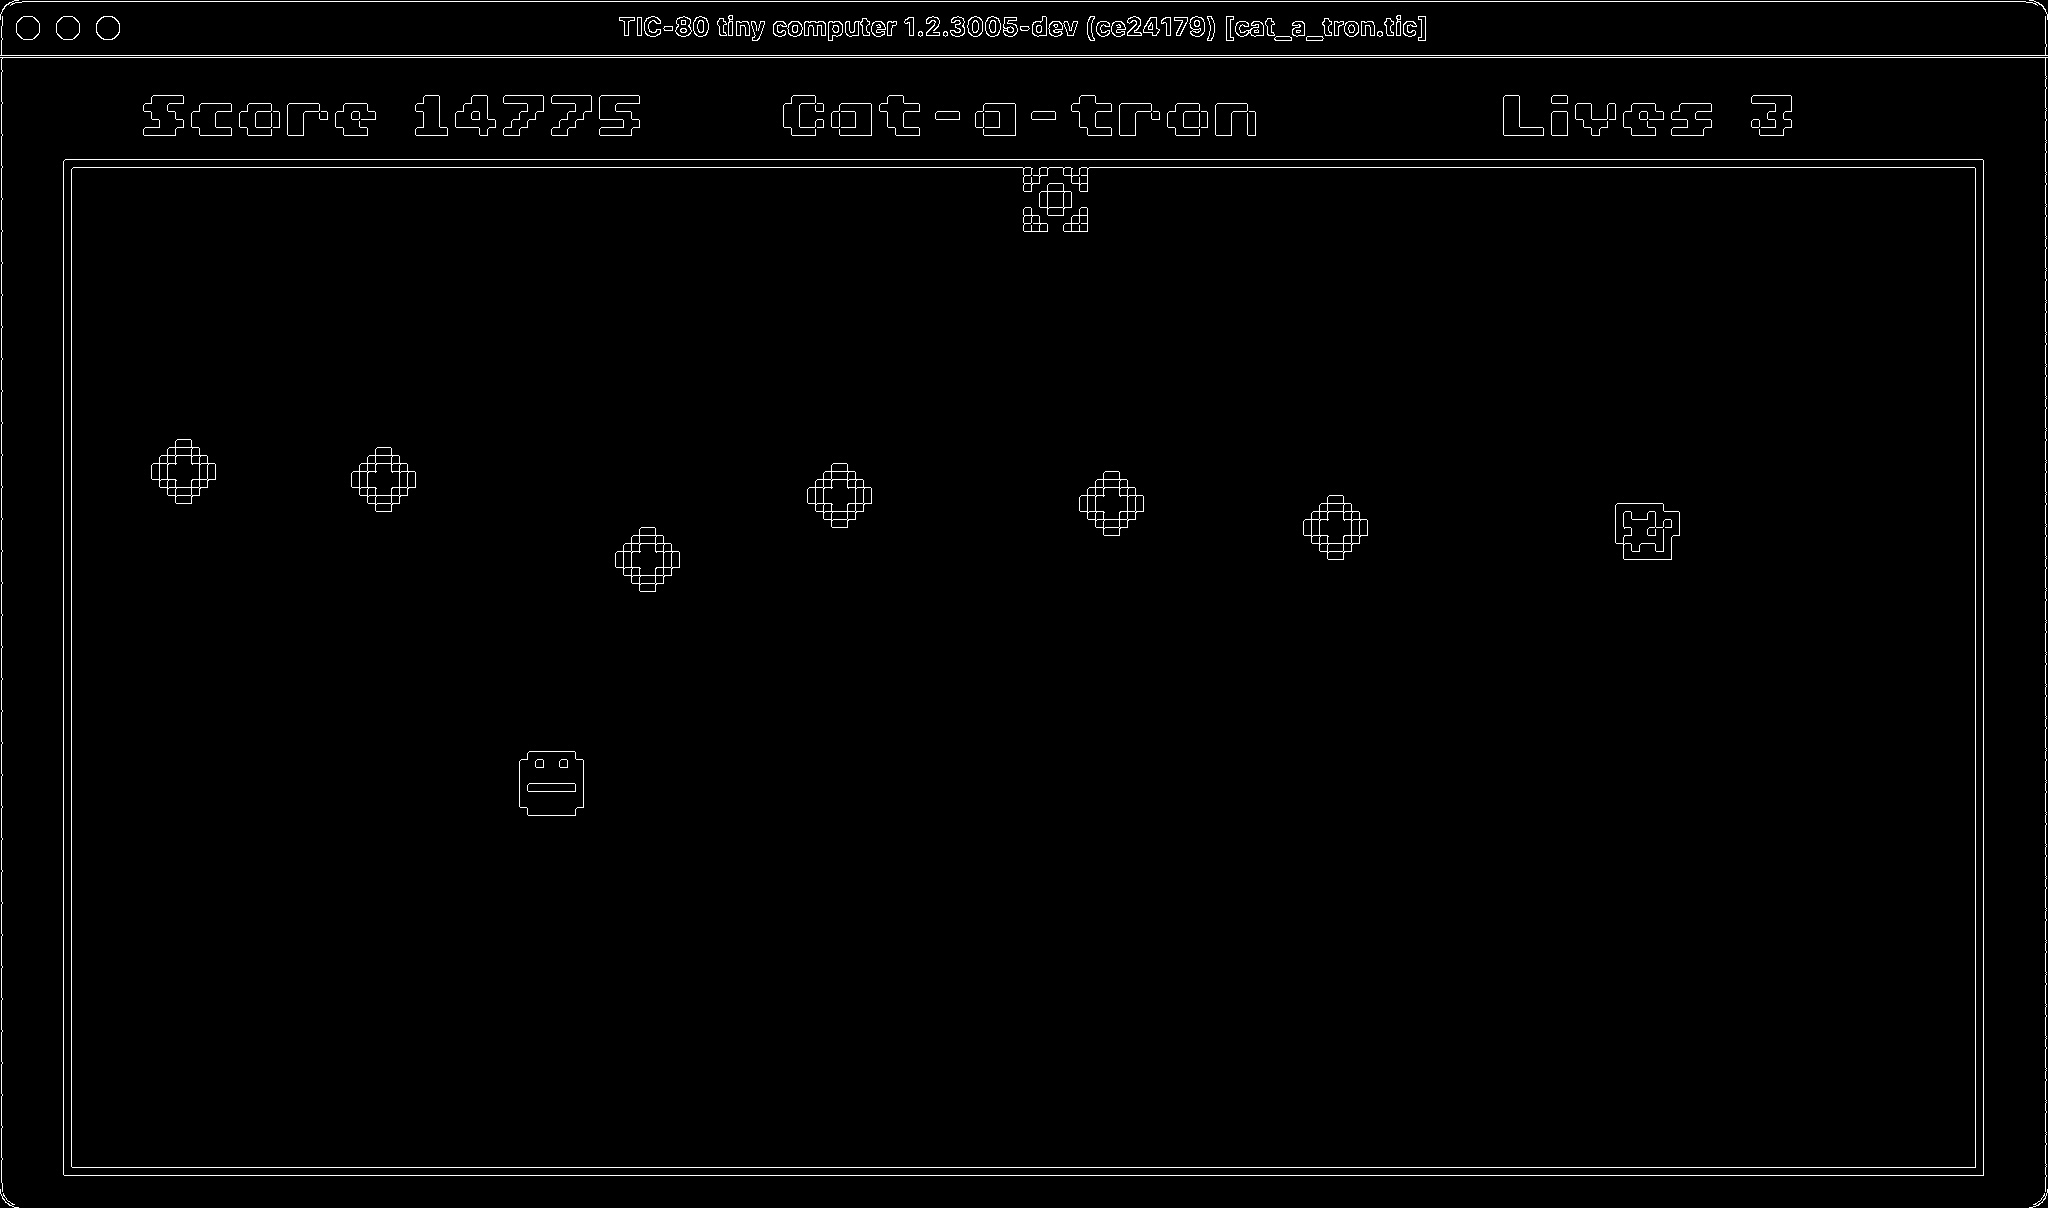 TIC-80 tiny computer 1.2.3005-dev (ce24179) [cat_a_tron.tic]
Score 14775 Cat-a-tron Lives 3